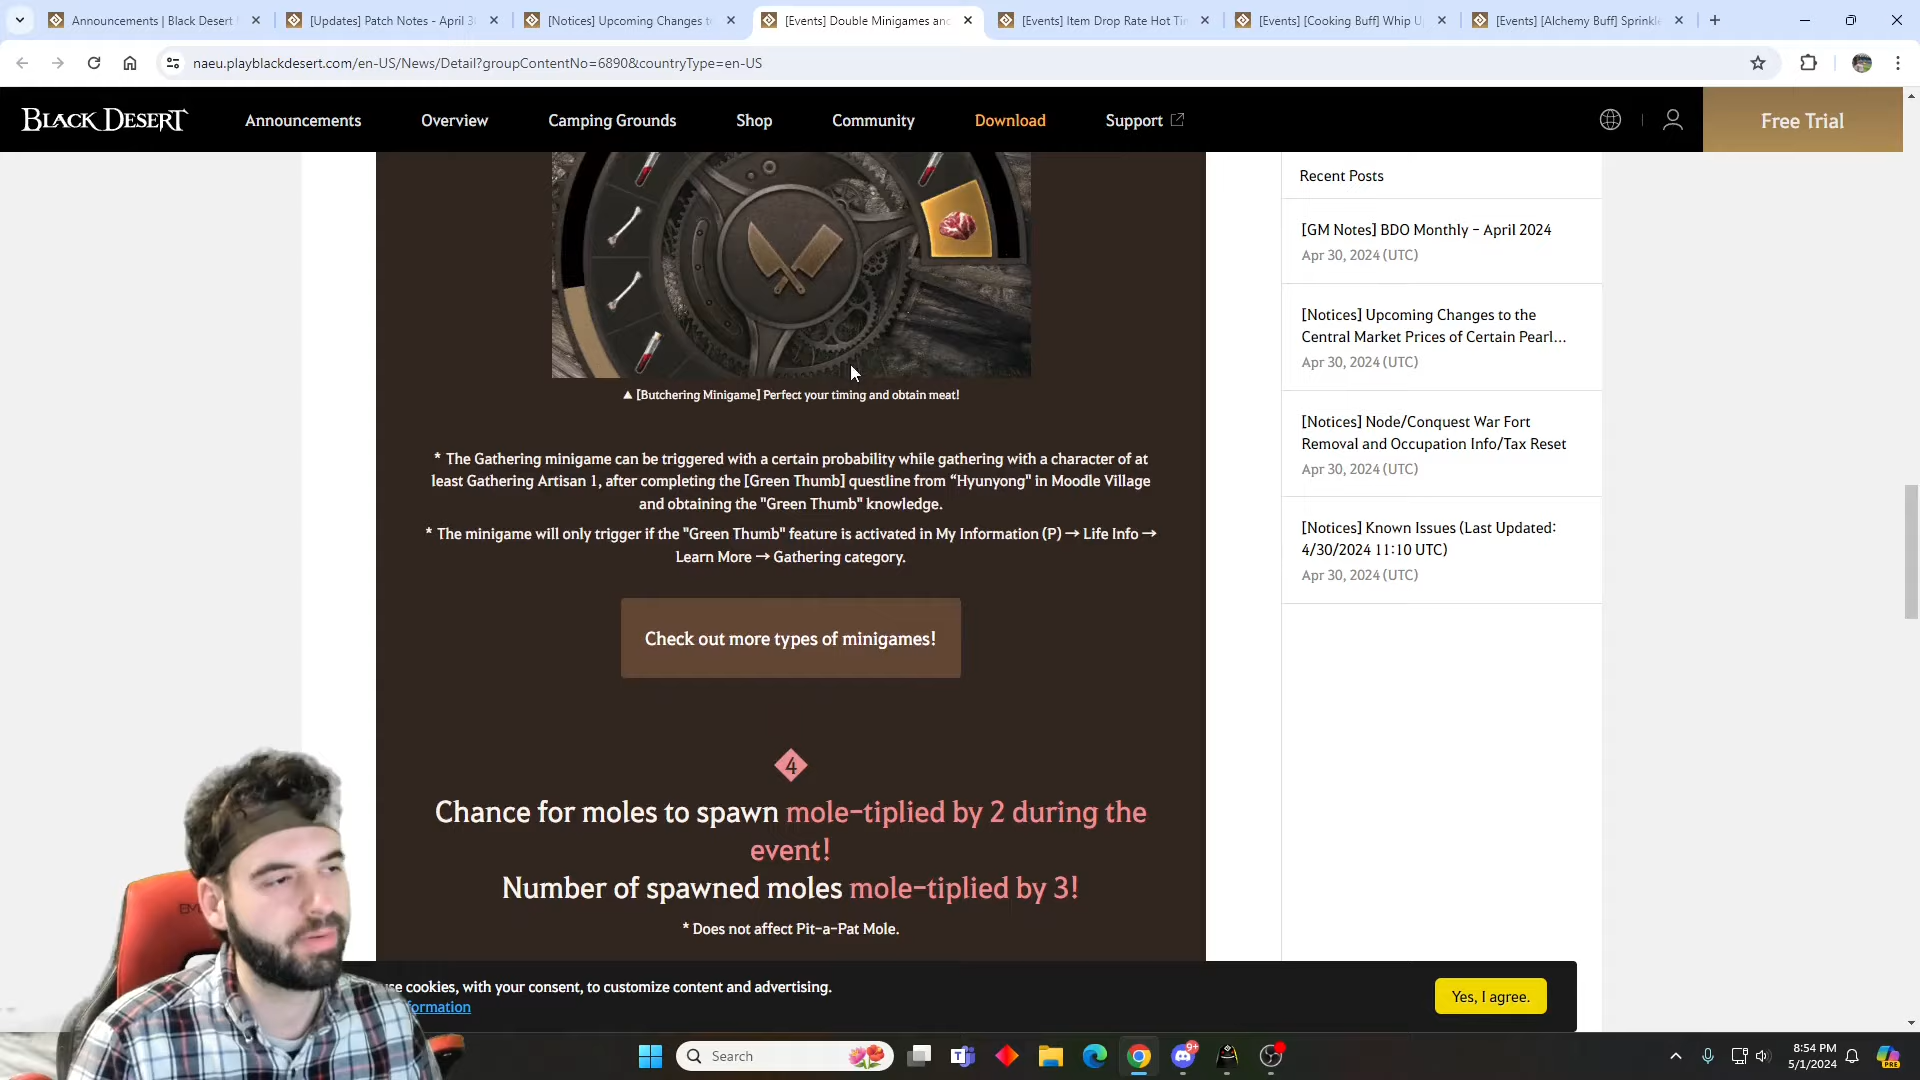 Announcements | Black Desert
[Updates] Patch Notes - April 3
[Notices] Upcoming Changes t
[Events] Double Minigames and
[Events] Item Drop Rate Hot Ti
[Events] [Cooking Buff] Whip U
[Events] [Alchemy Buff] Sprinkle
naeu.playblackdesert.com/en-US/News/Detail?groupContentNo=6890&countryType=en-US
BLACK DESERT
Announcements
Overview
Camping Grounds
Shop
Community
Download
Support
Free Trial
▲ [Butchering Minigame] Perfect your timing and obtain meat!
* The Gathering minigame can be triggered with a certain probability while gathering with a character of at
least Gathering Artisan 1, after completing the [Green Thumb] questline from “Hyunyong" in Moodle Village
and obtaining the "Green Thumb" knowledge.
* The minigame will only trigger if the "Green Thumb" feature is activated in My Information (P) → Life Info →
Learn More → Gathering category.
Check out more types of minigames!
4
Chance for moles to spawn mole-tiplied by 2 during the
event!
Number of spawned moles mole-tiplied by 3!
* Does not affect Pit-a-Pat Mole.
Recent Posts
[GM Notes] BDO Monthly - April 2024
Apr 30, 2024 (UTC)
[Notices] Upcoming Changes to the
Central Market Prices of Certain Pearl...
Apr 30, 2024 (UTC)
[Notices] Node/Conquest War Fort
Removal and Occupation Info/Tax Reset
Apr 30, 2024 (UTC)
[Notices] Known Issues (Last Updated:
4/30/2024 11:10 UTC)
Apr 30, 2024 (UTC)
use cookies, with your consent, to customize content and advertising.
formation
Yes, I agree.
Search
9+
8:54 PM
5/1/2024
PRE